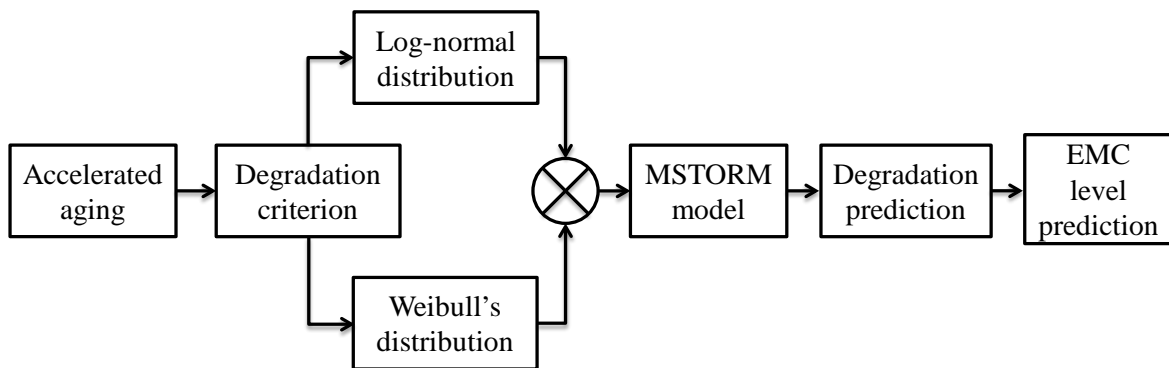 Log-normal
distribution
Accelerated
aging
Degradation
criterion
MSTORM
model
Degradation
prediction
EMC
level
prediction
Weibull's
distribution